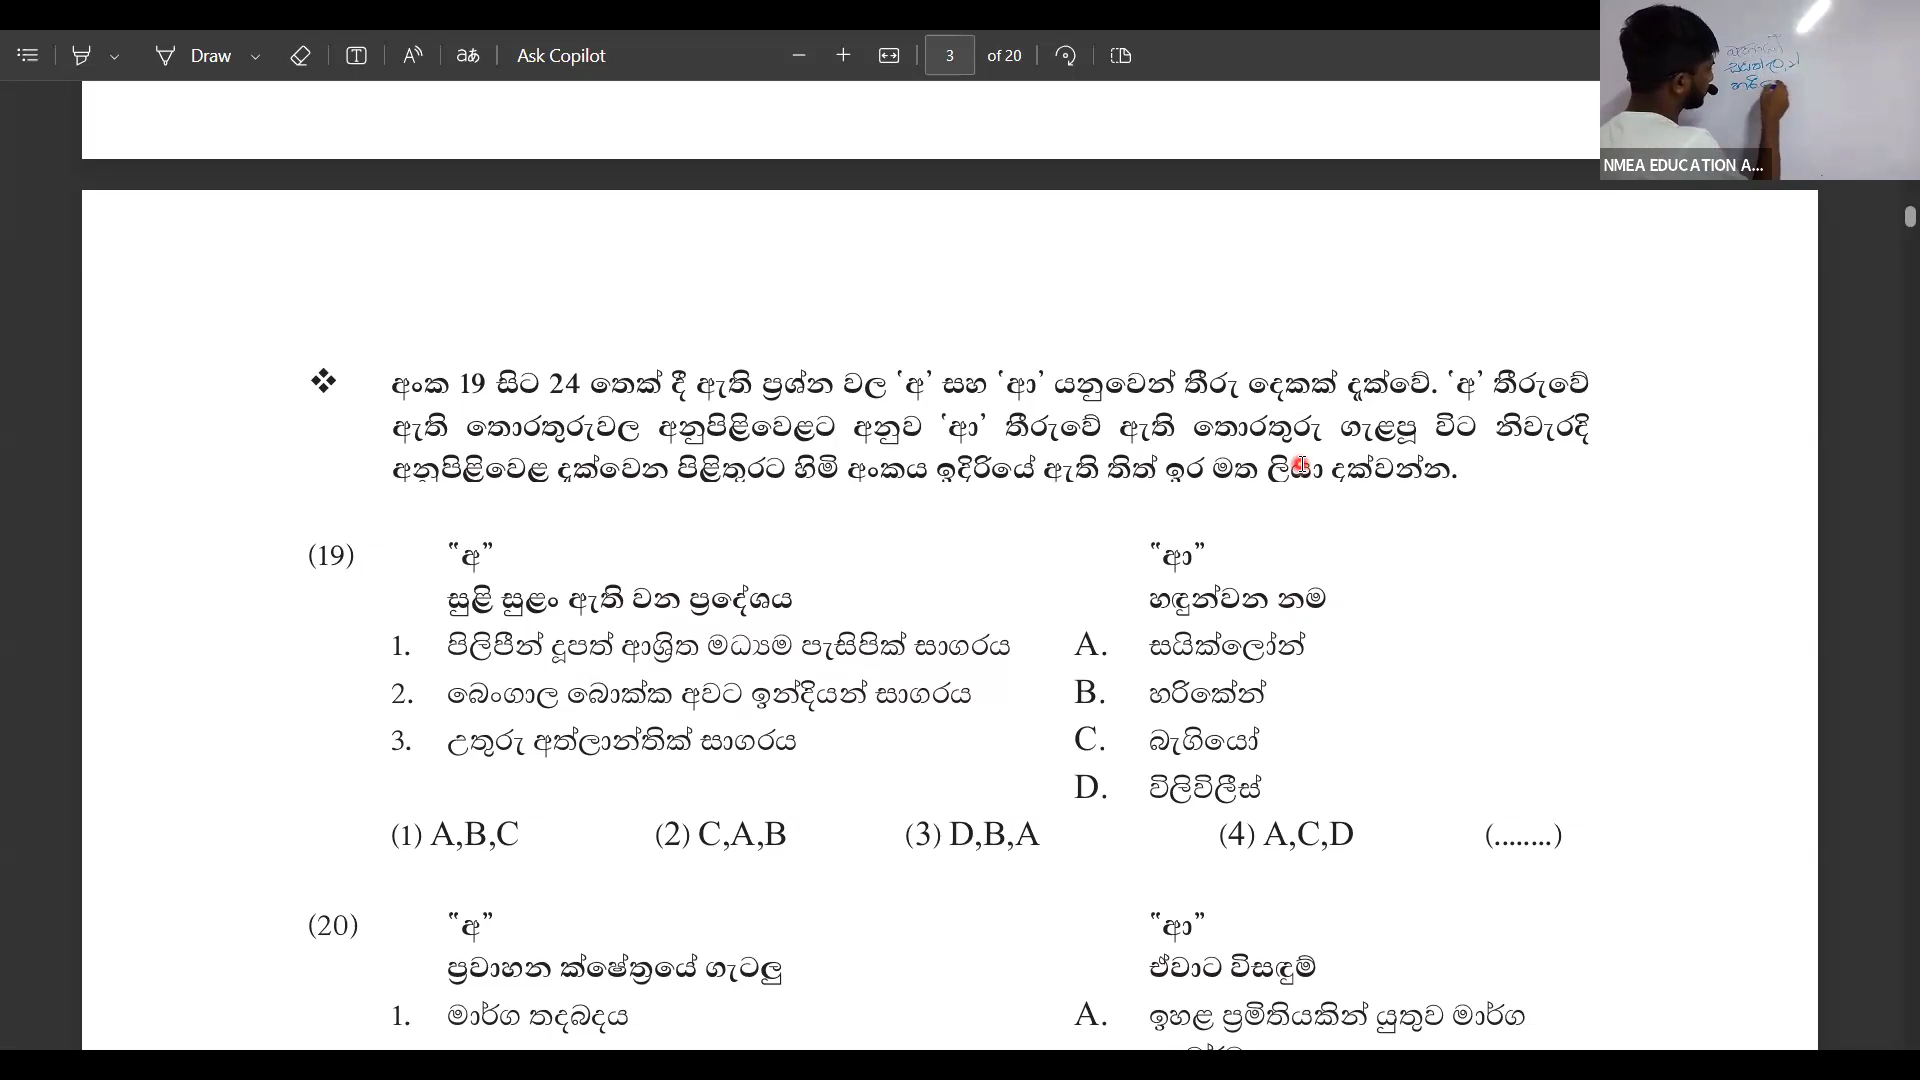 Draw
Ask Copilot
3 of 20
NMEA EDUCATION A...
❖ අංක 19 සිට 24 තෙක් දී ඇති ප්‍රශ්න වල ‘අ’ සහ ‘ආ’ යනුවෙන් තීරු දෙකක් දැක්වේ. ‘අ’ තීරුවේ
ඇති තොරතුරුවල අනුපිළිවෙළට අනුව ‘ආ’ තීරුවේ ඇති තොරතුරු ගැළපූ විට නිවැරදි
අනුපිළිවෙළ දැක්වෙන පිළිතුරට හිමි අංකය ඉදිරියේ ඇති තිත් ඉර මත ලියා දක්වන්න.
(19) “අ” “ආ”
සුළි සුළං ඇති වන ප්‍රදේශය හඳුන්වන නම
1. පිලිපීන් දූපත් ආශ්‍රිත මධ්‍යම පැසිපික් සාගරය A. සයික්ලෝන්
2. බෙංගාල බොක්ක අවට ඉන්දියන් සාගරය B. හරිකේන්
3. උතුරු අත්ලාන්තික් සාගරය C. බැගියෝ
D. විලිවිලීස්
(1) A,B,C (2) C,A,B (3) D,B,A (4) A,C,D (........)
(20) “අ” “ආ”
ප්‍රවාහන ක්ෂේත්‍රයේ ගැටලු ඒවාට විසඳුම්
1. මාර්ග තදබදය A. ඉහළ ප්‍රමිතියකින් යුතුව මාර්ග